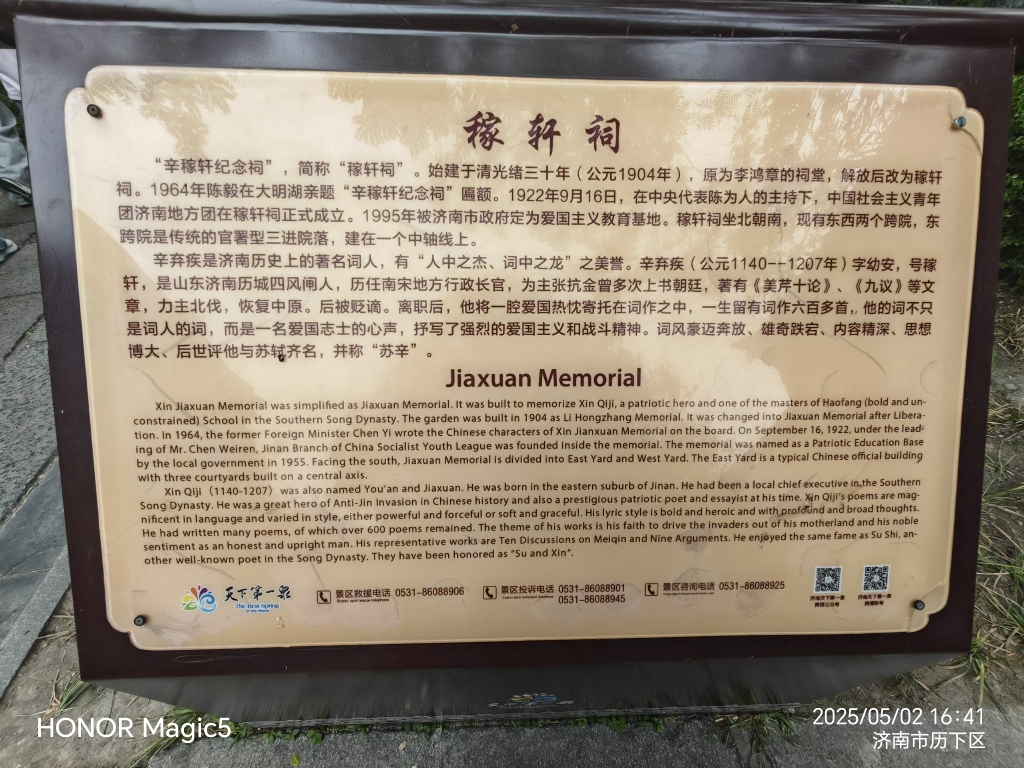 稼轩祠
“辛稼轩纪念祠”，简称“稼轩祠”。始建于清光绪三十年（公元1904年），原为李鸿章的祠堂，解放后改为稼轩
祠。1964年陈毅在大明湖亲题“辛稼轩纪念祠”匾额。1922年9月16日，在中央代表陈为人的主持下，中国社会主义青年
团济南地方团在稼轩祠正式成立。1995年被济南市政府定为爱国主义教育基地。稼轩祠坐北朝南，现有东西两个跨院，东
跨院是传统的官署型三进院落，建在一个中轴线上。
辛弃疾是济南历史上的著名词人，有“人中之杰、词中之龙”之美誉。辛弃疾（公元1140--1207年）字幼安，号稼
轩，是山东济南历城四风闸人，历任南宋地方行政长官，为主张抗金曾多次上书朝廷，著有《美芹十论》、《九议》等文
章，力主北伐，恢复中原。后被贬谪。离职后，他将一腔爱国热忱寄托在词作之中，一生留有词作六百多首，他的词不只
是词人的词，而是一名爱国志士的心声，抒写了强烈的爱国主义和战斗精神。词风豪迈奔放、雄奇跌宕、内容精深、思想
博大、后世评他与苏轼齐名，并称“苏辛”。
Jiaxuan Memorial
Xin Jiaxuan Memorial was simplified as Jiaxuan Memorial. It was built to memorize Xin Qiji, a patriotic hero and one of the masters of Haofang (bold and un-
constrained) School in the Southern Song Dynasty. The garden was built in 1904 as Li Hongzhang Memorial. It was changed into Jiaxuan Memorial after Libera-
tion. In 1964, the former Foreign Minister Chen Yi wrote the Chinese characters of Xin Jianxuan Memorial on the board. On September 16, 1922, under the lead-
ing of Mr. Chen Weiren, Jinan Branch of China Socialist Youth League was founded inside the memorial. The memorial was named as a Patriotic Education Base
by the local government in 1955. Facing the south, Jiaxuan Memorial is divided into East Yard and West Yard. The East Yard is a typical Chinese official building
with three courtyards built on a central axis.
Xin Qiji （1140-1207）was also named You’an and Jiaxuan. He was born in the eastern suburb of Jinan. He had been a local chief executive in the Southern
Song Dynasty. He was a great hero of Anti-Jin Invasion in Chinese history and also a prestigious patriotic poet and essayist at his time. Xin Qiji’s poems are mag-
nificent in language and varied in style, either powerful and forceful or soft and graceful. His lyric style is bold and heroic and with profound and broad thoughts.
He had written many poems, of which over 600 poems remained. The theme of his works is his faith to drive the invaders out of his motherland and his noble
sentiment as an honest and upright man. His representative works are Ten Discussions on Meiqin and Nine Arguments. He enjoyed the same fame as Su Shi, an-
other well-known poet in the Song Dynasty. They have been honored as “Su and Xin”.
天下第一泉
The Best Spring
in the World
景区救援电话 0531-86088906
景区投诉电话 0531-86088901
0531-86088945
景区咨询电话 0531-86088925
济南天下第一泉
微信公众号
济南天下第一泉
HONOR Magic5
2025/05/02 16:41
济南市历下区